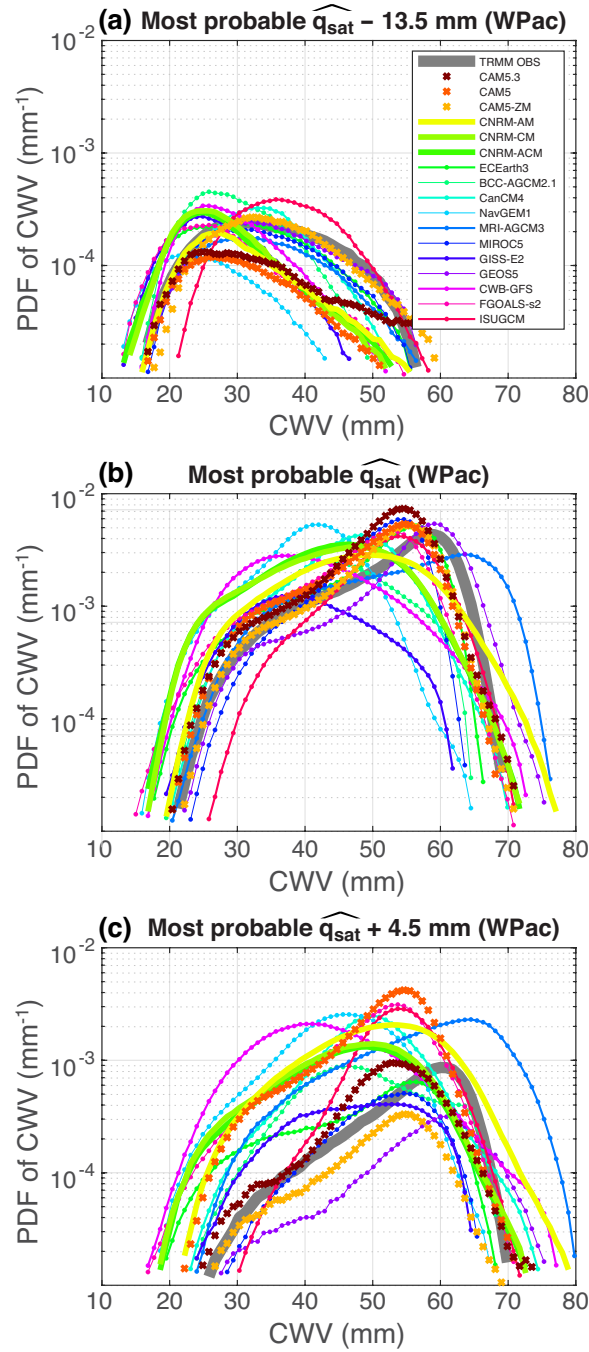 (a) Most probable q̂sat − 13.5 mm (WPac)
10⁻²
10⁻³
10⁻⁴
PDF of CWV (mm⁻¹)
TRMM OBS
CAM5.3
CAM5
CAM5-ZM
CNRM-AM
CNRM-CM
CNRM-ACM
ECEarth3
BCC-AGCM2.1
CanCM4
NavGEM1
MRI-AGCM3
MIROC5
GISS-E2
GEOS5
CWB-GFS
FGOALS-s2
ISUGCM
10 20 30 40 50 60 70 80
CWV (mm)
(b) Most probable q̂sat (WPac)
10⁻²
10⁻³
10⁻⁴
PDF of CWV (mm⁻¹)
10 20 30 40 50 60 70 80
CWV (mm)
(c) Most probable q̂sat + 4.5 mm (WPac)
10⁻²
10⁻³
10⁻⁴
PDF of CWV (mm⁻¹)
10 20 30 40 50 60 70 80
CWV (mm)